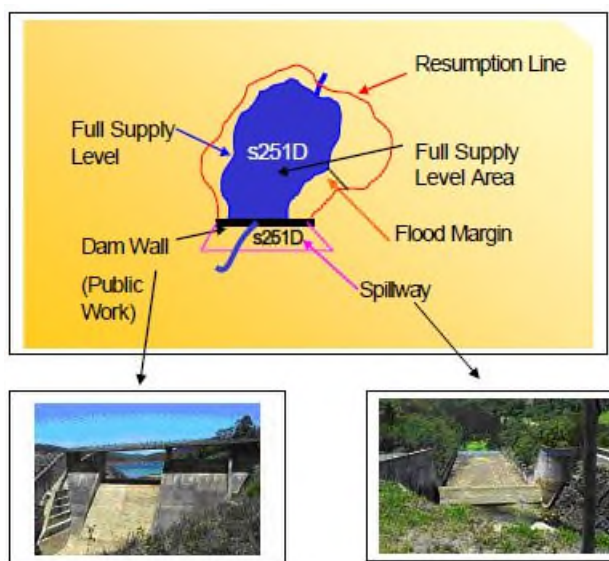 Resumption Line
Full Supply
Level
s251D
Full Supply
Level Area
Dam Wall
s251D
Flood Margin
(Public
Work)
Spillway